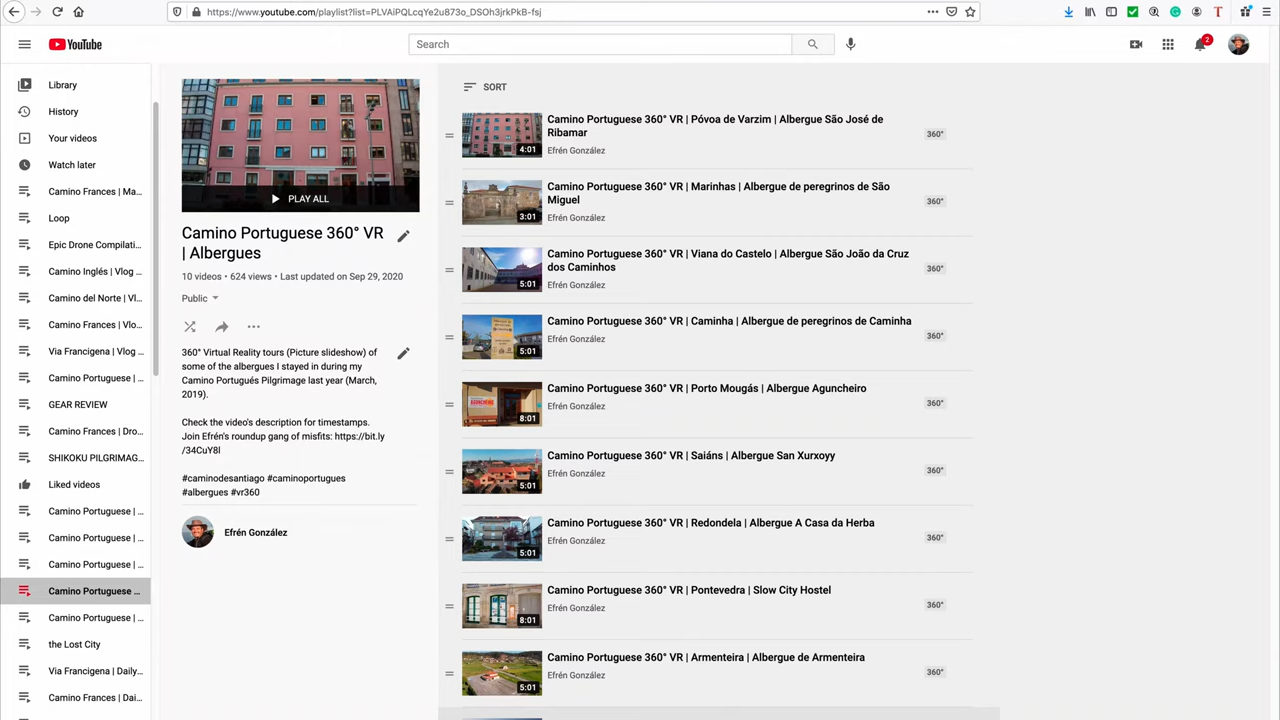 https://www.youtube.com/playlist?list=PLVAiPQLcqYe2u873o_DSOh3jrkPkB-fsj
YouTube
Search
2
Library
History
Your videos
Watch later
Camino Frances | Ma...
Loop
Epic Drone Compilati...
Camino Inglés | Vlog ...
Camino del Norte | Vl...
Camino Frances | Vlo...
Via Francigena | Vlog ...
Camino Portuguese | ...
GEAR REVIEW
Camino Frances | Dro...
SHIKOKU PILGRIMAG...
Liked videos
Camino Portuguese | ...
Camino Portuguese | ...
Camino Portuguese | ...
Camino Portuguese ...
Camino Portuguese | ...
the Lost City
Via Francigena | Daily...
Camino Frances | Dai...
PLAY ALL
Camino Portuguese 360° VR
| Albergues
10 videos • 624 views • Last updated on Sep 29, 2020
Public
360° Virtual Reality tours (Picture slideshow) of
some of the albergues I stayed in during my
Camino Portugués Pilgrimage last year (March,
2019).
Check the video's description for timestamps.
Join Efrén's roundup gang of misfits: https://bit.ly
/34CuY8l
#caminodesantiago #caminoportugues
#albergues #vr360
Efrén González
SORT
Camino Portuguese 360° VR | Póvoa de Varzim | Albergue São José de
Ribamar
Efrén González
4:01
360°
Camino Portuguese 360° VR | Marinhas | Albergue de peregrinos de São
Miguel
Efrén González
3:01
360°
Camino Portuguese 360° VR | Viana do Castelo | Albergue São João da Cruz
dos Caminhos
Efrén González
5:01
360°
Camino Portuguese 360° VR | Caminha | Albergue de peregrinos de Caminha
Efrén González
5:01
360°
Camino Portuguese 360° VR | Porto Mougás | Albergue Aguncheiro
Efrén González
8:01
360°
Camino Portuguese 360° VR | Saiáns | Albergue San Xurxoyy
Efrén González
5:01
360°
Camino Portuguese 360° VR | Redondela | Albergue A Casa da Herba
Efrén González
5:01
360°
Camino Portuguese 360° VR | Pontevedra | Slow City Hostel
Efrén González
8:01
360°
Camino Portuguese 360° VR | Armenteira | Albergue de Armenteira
Efrén González
5:01
360°